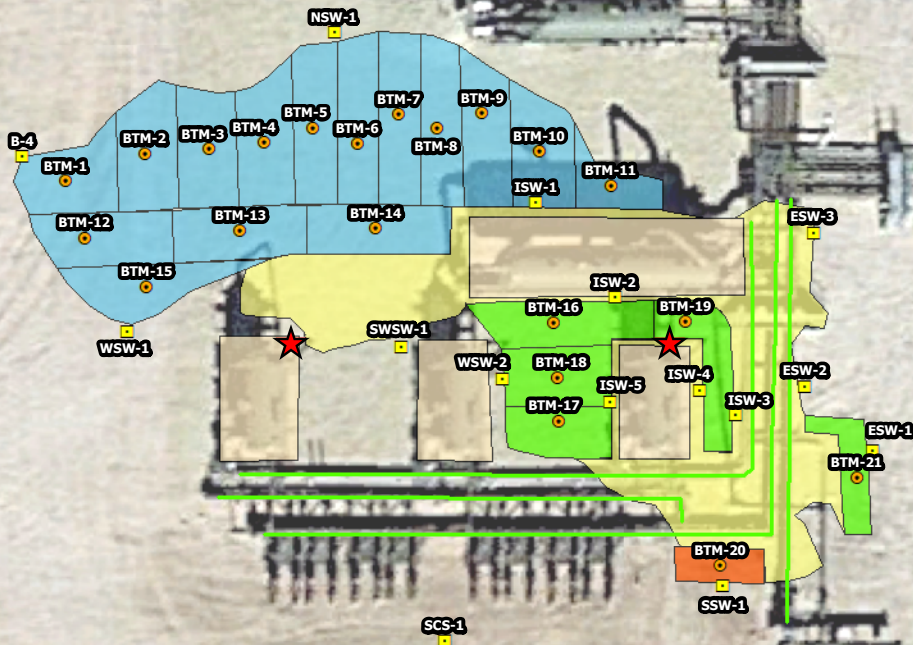 NSW-1
BTM-7
BTM-9
BTM-5
BTM-4
BTM-3
BTM-2
B-4
BTM-6
BTM-8
BTM-10
BTM-1
BTM-11
ISW-1
BTM-12
BTM-13
BTM-14
ESW-3
BTM-15
ISW-2
BTM-16
BTM-19
WSW-1
SWSW-1
WSW-2
BTM-18
ISW-4
ESW-2
ISW-5
ISW-3
BTM-17
ESW-1
BTM-21
BTM-20
SSW-1
SCS-1